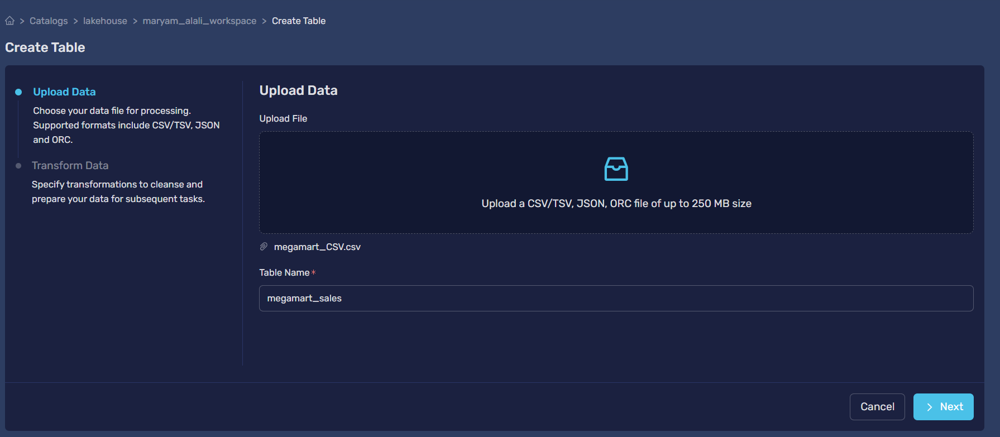 > Catalogs > lakehouse > maryam_alali_workspace > Create Table
Create Table
Upload Data
Choose your data file for processing.
Supported formats include CSV/TSV, JSON
and ORC.
Transform Data
Specify transformations to cleanse and
prepare your data for subsequent tasks.
Upload Data
Upload File
Upload a CSV/TSV, JSON, ORC file of up to 250 MB size
megamart_CSV.csv
Table Name*
megamart_sales
Cancel
> Next